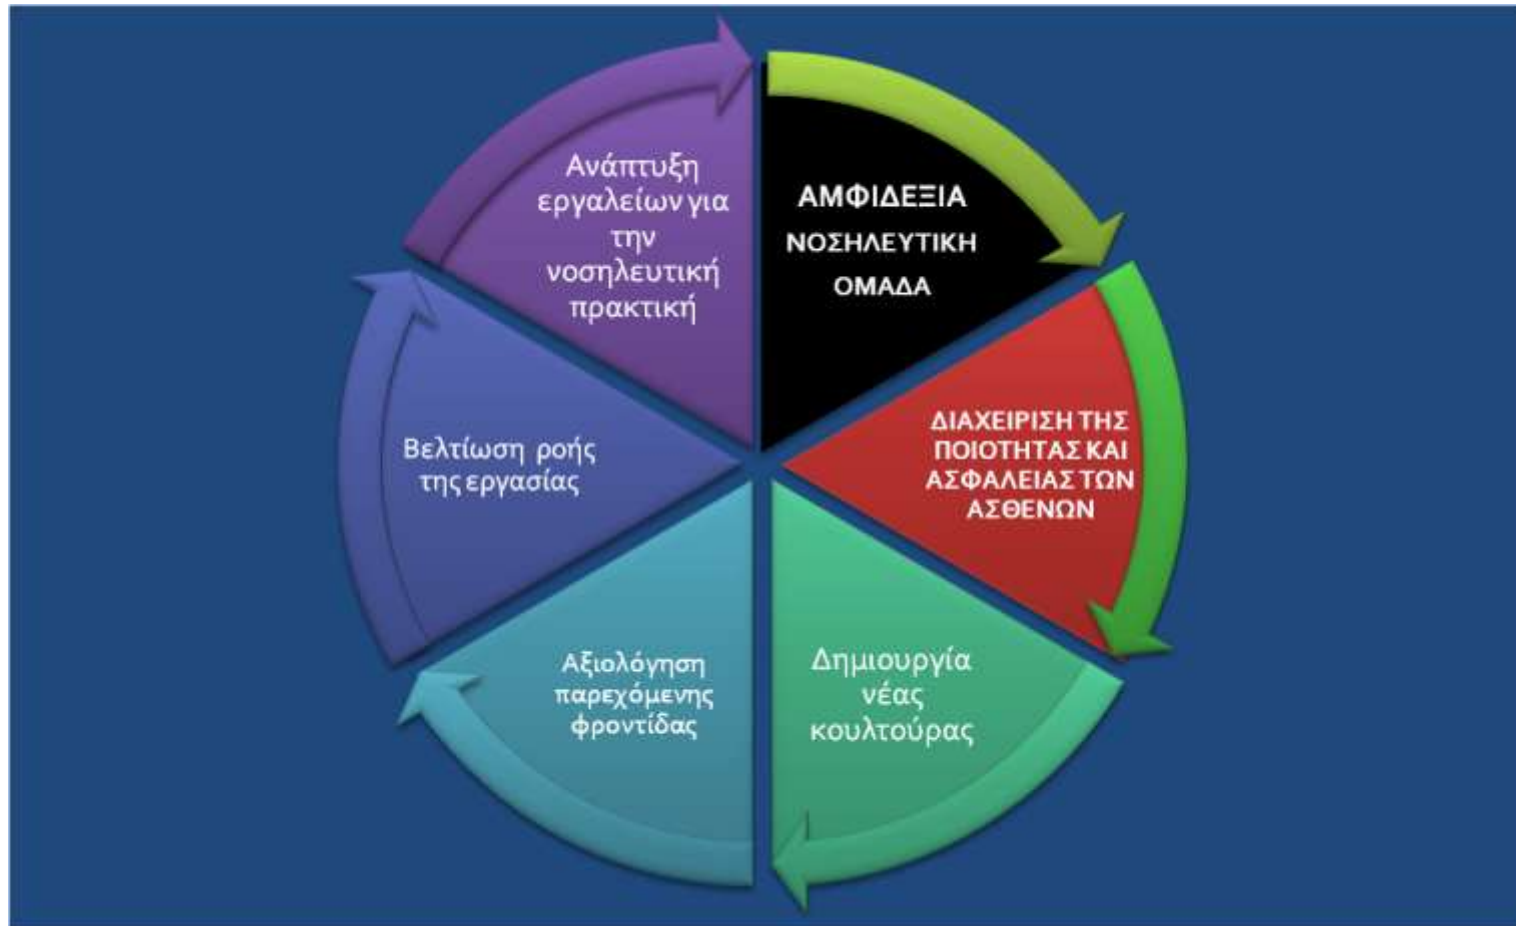 ΑΜΦΙΔΕΞΙΑ
ΝΟΣΗΛΕΥΤΙΚΗ
ΟΜΑΔΑ
ΔΙΑΧΕΙΡΙΣΗ ΤΗΣ
ΠΟΙΟΤΗΤΑΣ ΚΑΙ
ΑΣΦΑΛΕΙΑΣ ΤΩΝ
ΑΣΘΕΝΩΝ
Δημιουργία
νέας
κουλτούρας
Αξιολόγηση
παρεχόμενης
φροντίδας
Βελτίωση ροής
της εργασίας
Ανάπτυξη
εργαλείων για
την
νοσηλευτική
πρακτική